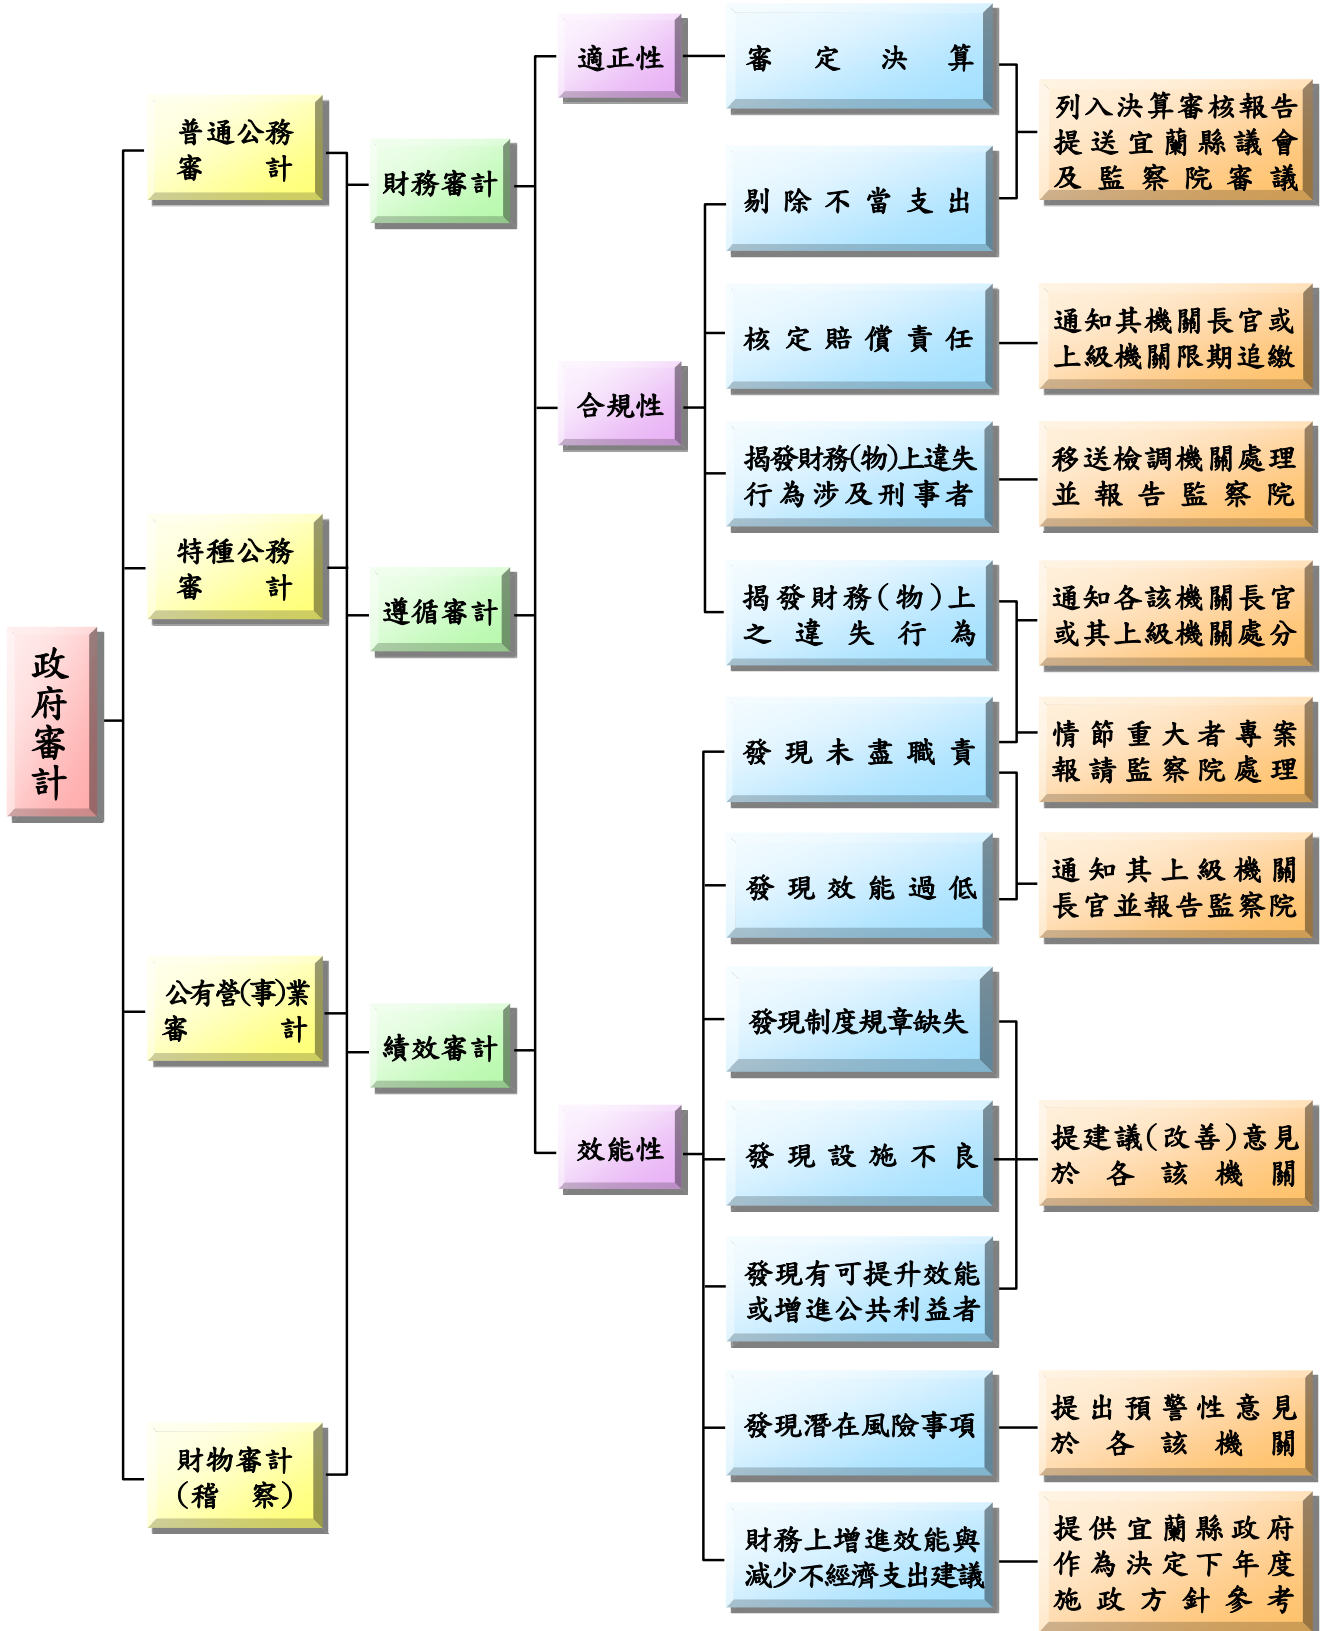 政府審計
普通公務
審計
特種公務
審計
公有營(事)業
審計
財物審計
(稽察)
財務審計
遵循審計
績效審計
適正性
合規性
效能性
審定決算
剔除不當支出
核定賠償責任
揭發財務(物)上違失
行為涉及刑事者
揭發財務(物)上
之違失行為
發現未盡職責
發現效能過低
發現制度規章缺失
發現設施不良
發現有可提升效能
或增進公共利益者
發現潛在風險事項
財務上增進效能與
減少不經濟支出建議
列入決算審核報告
提送宜蘭縣議會
及監察院審議
通知其機關長官或
上級機關限期追繳
移送檢調機關處理
並報告監察院
通知各該機關長官
或其上級機關處分
情節重大者專案
報請監察院處理
通知其上級機關
長官並報告監察院
提建議(改善)意見
於各該機關
提出預警性意見
於各該機關
提供宜蘭縣政府
作為決定下年度
施政方針參考